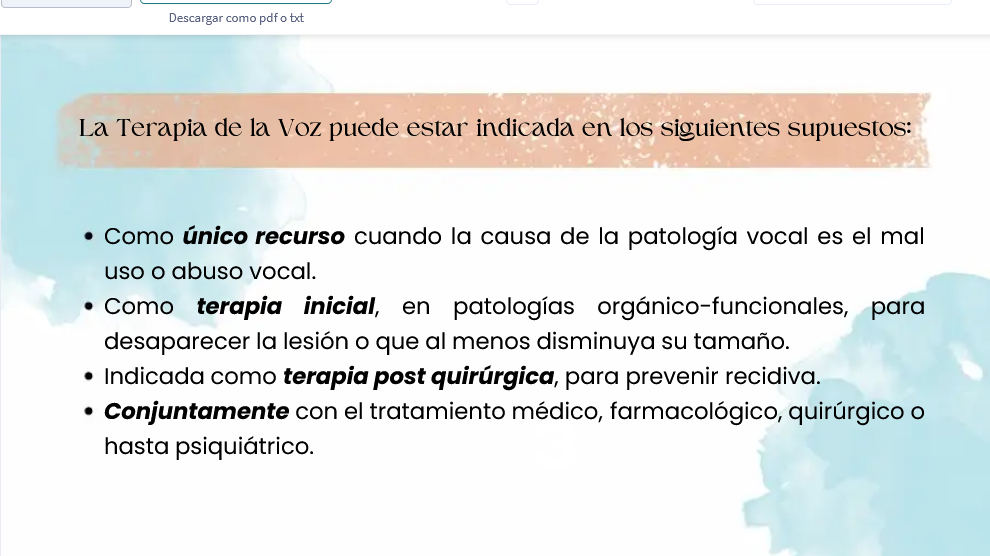 Descargar como pdf o txt
La Terapia de la Voz puede estar indicada en los siguientes supuestos:
• Como único recurso cuando la causa de la patología vocal es el mal
uso o abuso vocal.
• Como terapia inicial, en patologías orgánico-funcionales, para
desaparecer la lesión o que al menos disminuya su tamaño.
• Indicada como terapia post quirúrgica, para prevenir recidiva.
• Conjuntamente con el tratamiento médico, farmacológico, quirúrgico o
hasta psiquiátrico.